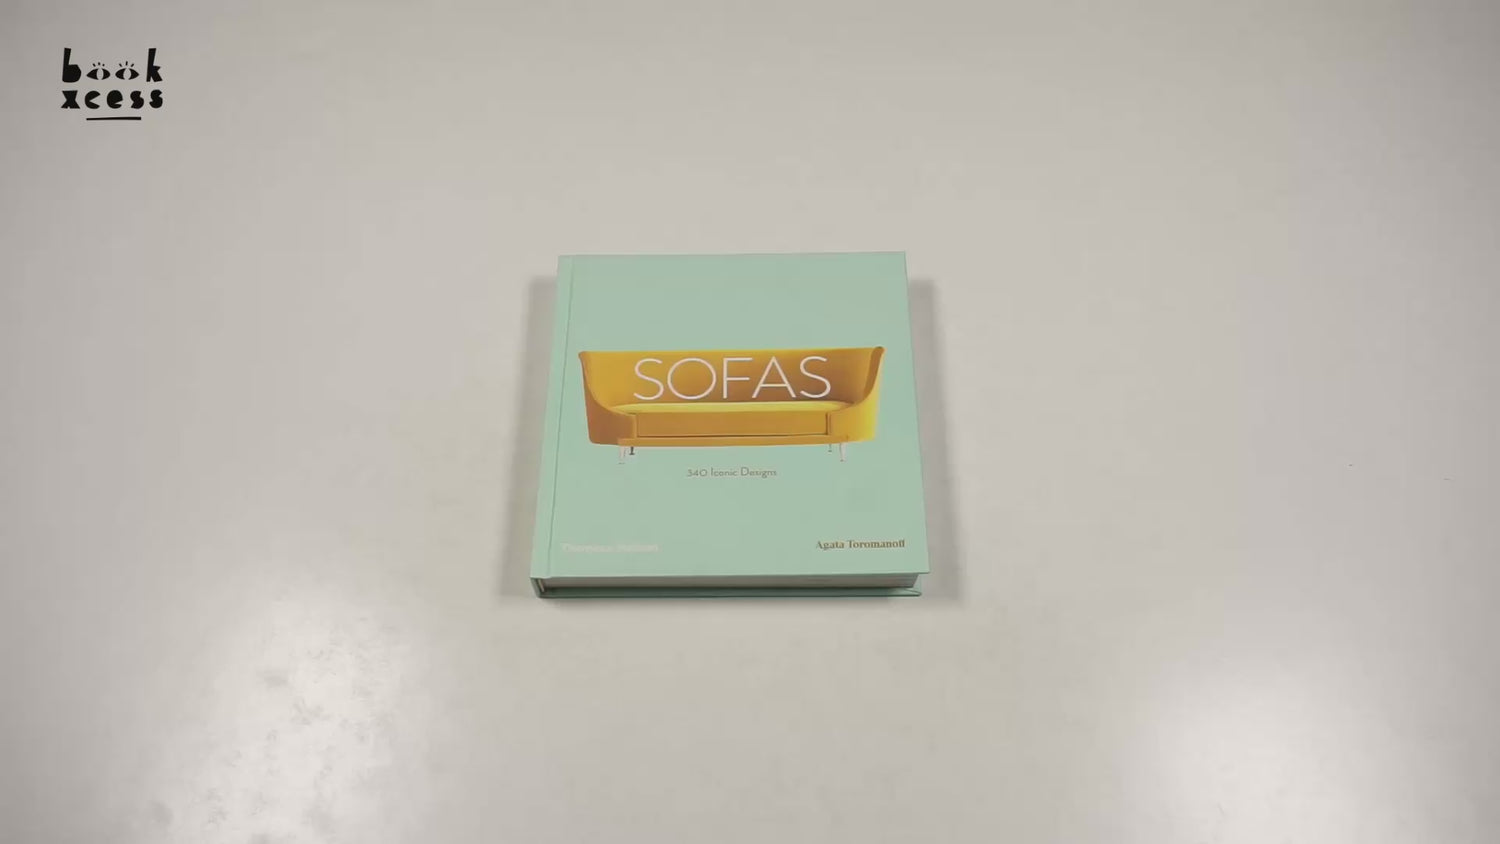 book
xcess
SOFAS
340 Iconic Designs
Thames & Hudson
Agata Toromanoff